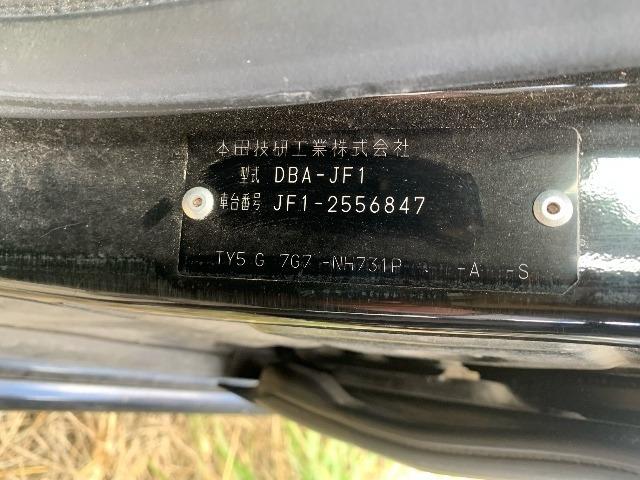 本田技研工業株式会社
型式 DBA-JF1
車台番号 JF1-2556847
TY5 G 7G7 -NH731P -A -S